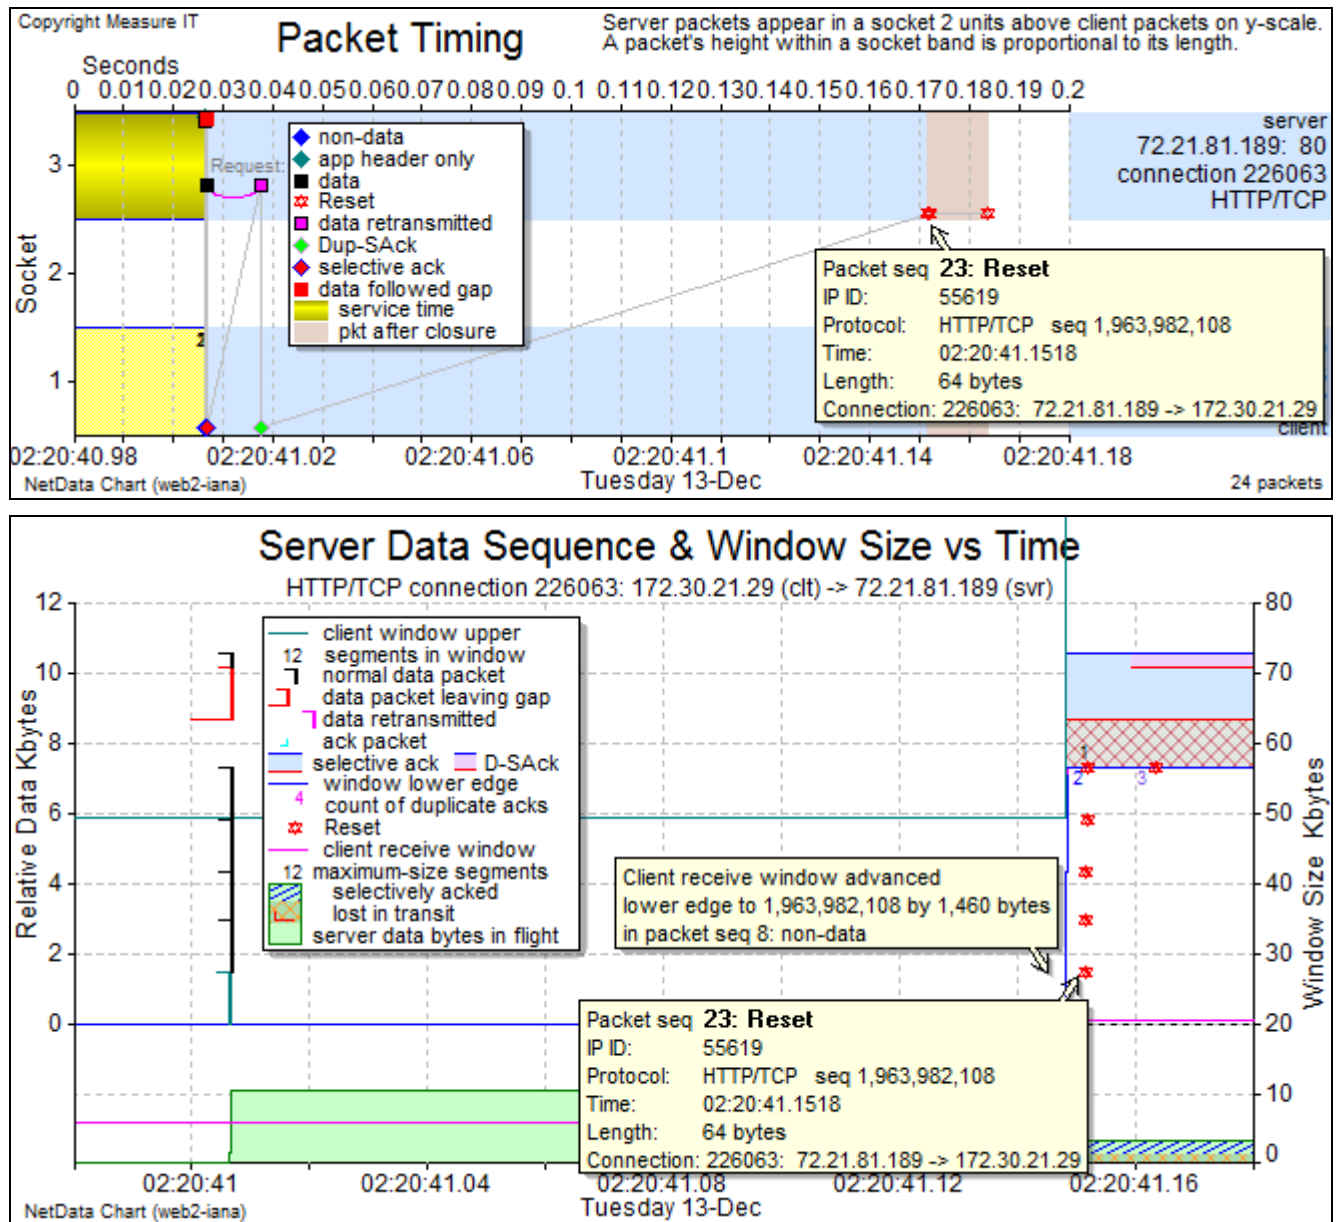 Copyright Measure IT
Packet Timing
Server packets appear in a socket 2 units above client packets on y-scale.
A packet's height within a socket band is proportional to its length.
Seconds
0 0.01 0.02 0.03 0.04 0.05 0.06 0.07 0.08 0.09 0.1 0.11 0.12 0.13 0.14 0.15 0.16 0.17 0.18 0.19 0.2
Socket
3
2
1
Request:
2
non-data
app header only
data
Reset
data retransmitted
Dup-SAck
selective ack
data followed gap
service time
pkt after closure
server
72.21.81.189: 80
connection 226063
HTTP/TCP
Packet seq 23: Reset
IP ID: 55619
Protocol: HTTP/TCP seq 1,963,982,108
Time: 02:20:41.1518
Length: 64 bytes
Connection: 226063: 72.21.81.189 -> 172.30.21.29
client
02:20:40.98 02:20:41.02 02:20:41.06 02:20:41.1 02:20:41.14 02:20:41.18
NetData Chart (web2-iana)
Tuesday 13-Dec
24 packets
Server Data Sequence & Window Size vs Time
HTTP/TCP connection 226063: 172.30.21.29 (clt) -> 72.21.81.189 (svr)
Relative Data Kbytes
12
10
8
6
4
2
0
client window upper
12 segments in window
normal data packet
data packet leaving gap
data retransmitted
ack packet
selective ack D-SAck
window lower edge
4 count of duplicate acks
Reset
client receive window
12 maximum-size segments
selectively acked
lost in transit
server data bytes in flight
1
2
3
Client receive window advanced
lower edge to 1,963,982,108 by 1,460 bytes
in packet seq 8: non-data
Packet seq 23: Reset
IP ID: 55619
Protocol: HTTP/TCP seq 1,963,982,108
Time: 02:20:41.1518
Length: 64 bytes
Connection: 226063: 72.21.81.189 -> 172.30.21.29
80
70
60
50
40
30
20
10
0
Window Size Kbytes
02:20:41 02:20:41.04 02:20:41.08 02:20:41.12 02:20:41.16
NetData Chart (web2-iana)
Tuesday 13-Dec